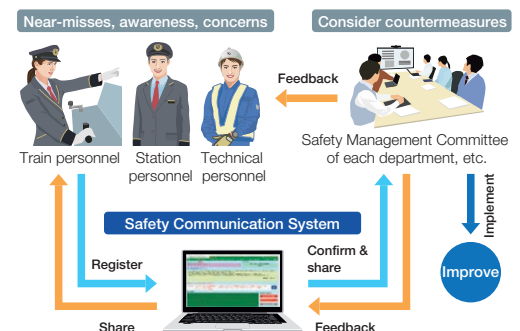 Near-misses, awareness, concerns
Consider countermeasures
Feedback
Train personnel
Station
personnel
Technical
personnel
Safety Management Committee
of each department, etc.
Implement
Safety Communication System
Register
Confirm &
share
Improve
Share
Feedback